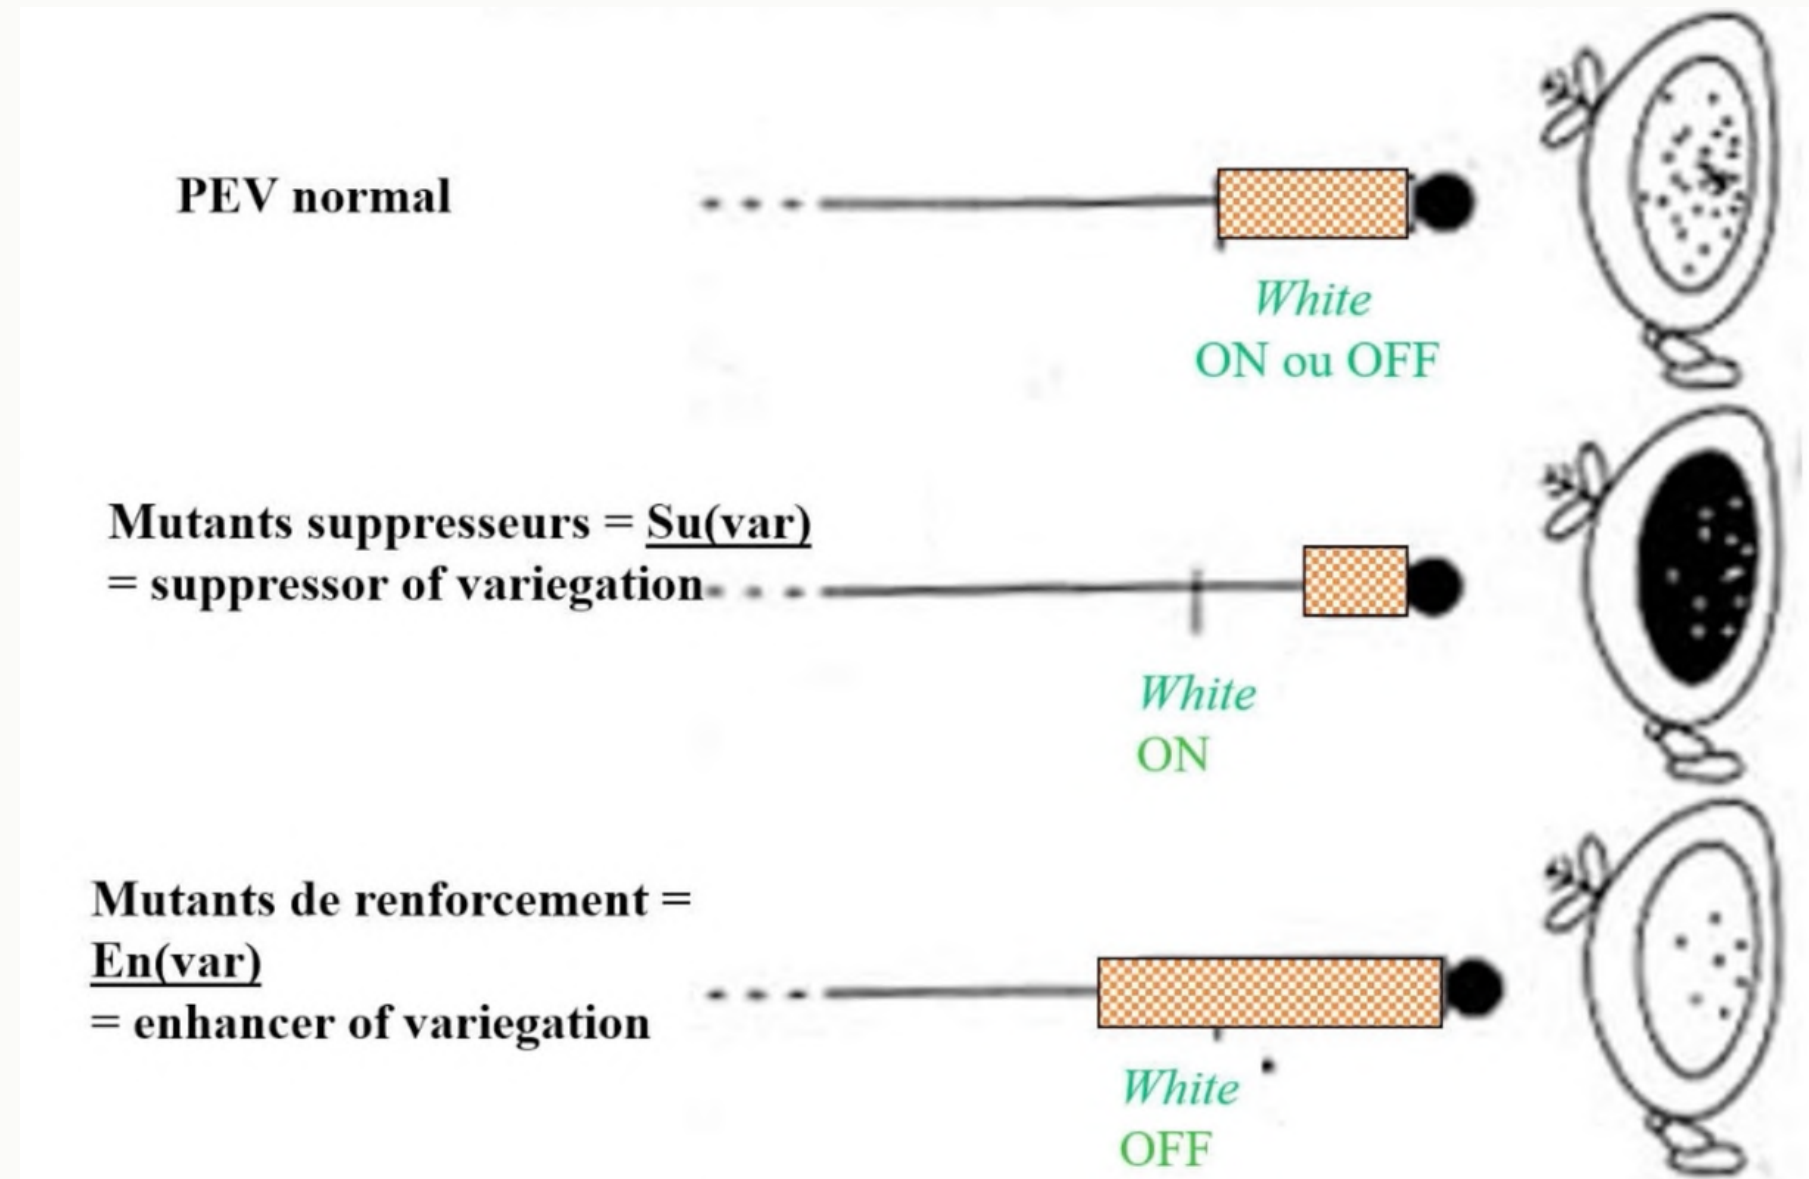 PEV normal
White
ON ou OFF
Mutants suppresseurs = Su(var)
= suppressor of variegation
White
ON
Mutants de renforcement =
En(var)
= enhancer of variegation
White
OFF